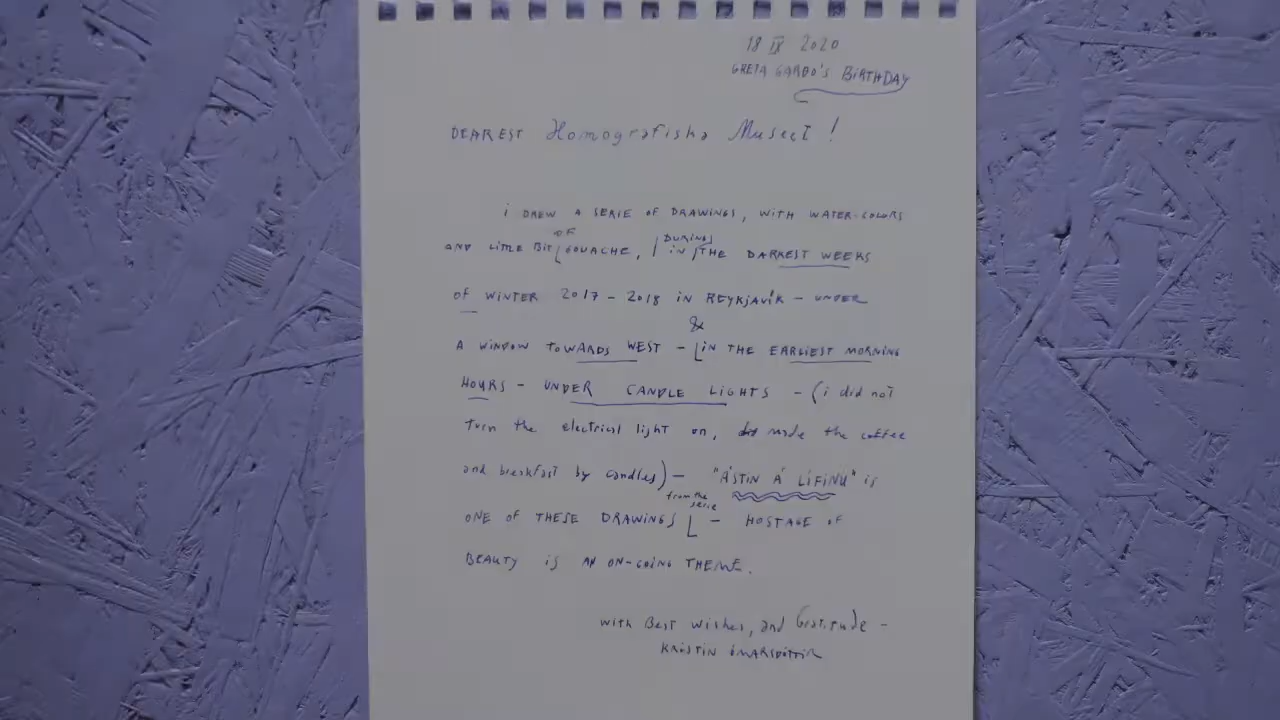 18 IX 2020
GRETA GARBO'S BIRTHDAY
DEAREST Homografiska Museet !
i DREW A SERIE OF DRAWINGS, WITH WATER-COLORS
AND LITTLE BIT OF GOUACHE, IN DURING THE DARKEST WEEKS
OF WINTER 2017 - 2018 IN REYKJAVÍK - UNDER
A WINDOW TOWARDS WEST - & IN THE EARLIEST MORNING
HOURS - UNDER CANDLE LIGHTS - (i did not
turn the electrical light on, made the coffee
and breakfast by candles) - "ÁSTIN Á LÍFINU" is
ONE OF THESE DRAWINGS from the serie - HOSTAGE OF
BEAUTY is AN ON-GOING THEME.
with Best Wishes, and Gratitude -
KRISTÍN ÓMARSDÓTTIR